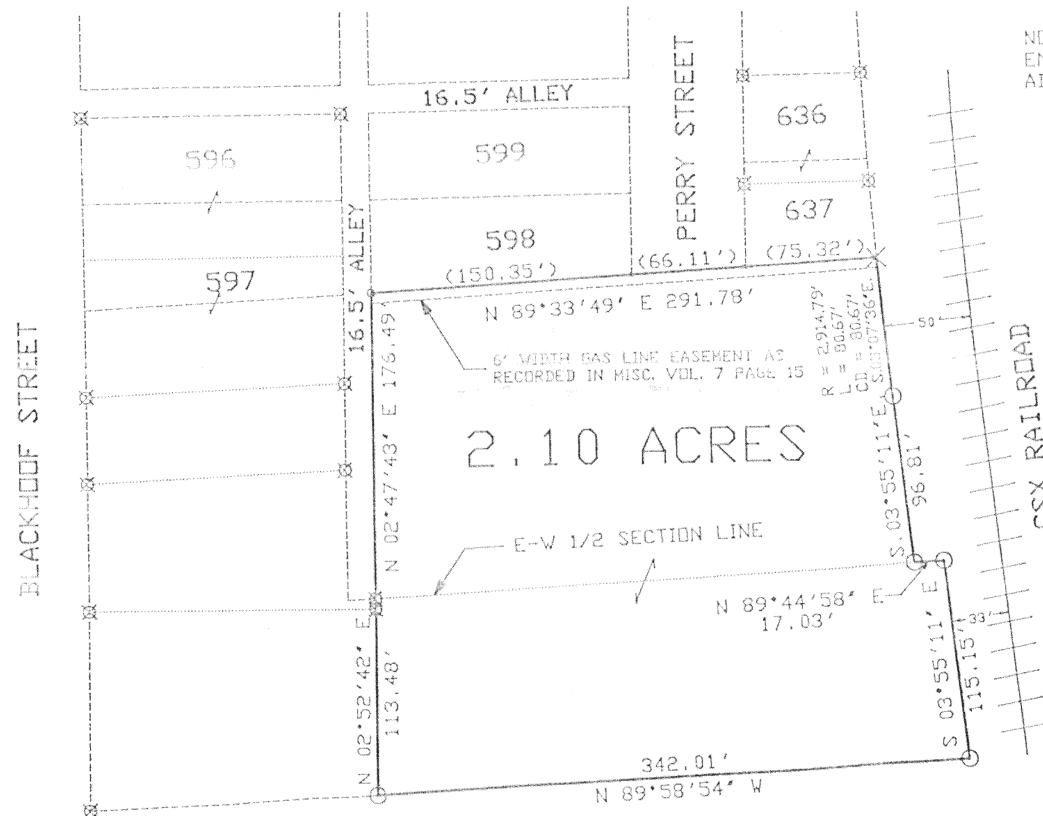 16.5' ALLEY
PERRY STREET
636
596
599
637
16.5' ALLEY
598
597
(150.35')
(66.11')
(75.32')
N 89°33'49" E 291.78'
6' WIDTH GAS LINE EASEMENT AS
RECORDED IN MISC. VOL. 7 PAGE 15
R = 2,914.79'
L = 80.67'
CD = 80.67'
50'
BLACKHOOF STREET
N 02°47'43" E 176.49'
2.10 ACRES
S. 03°55'11" E.
96.81'
CSX RAILROAD
E-W 1/2 SECTION LINE
N 89°44'58" E
17.03'
33'
N 02°52'42" E
113.48'
S 03°55'11" E
115.15'
342.01'
N 89°58'54" W